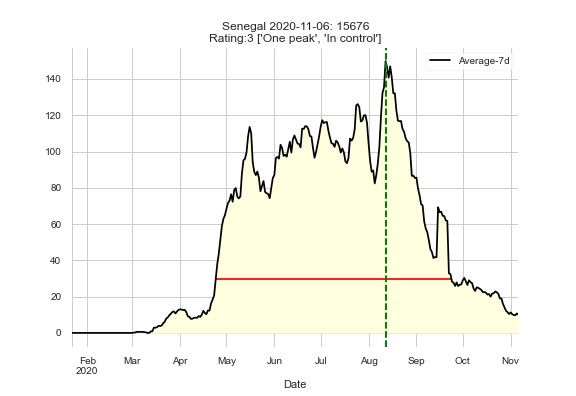 Senegal 2020-11-06: 15676
Rating:3 ['One peak', 'In control']
Average-7d
140
120
100
80
60
40
20
0
Feb Mar Apr May Jun Jul Aug Sep Oct Nov
2020
Date